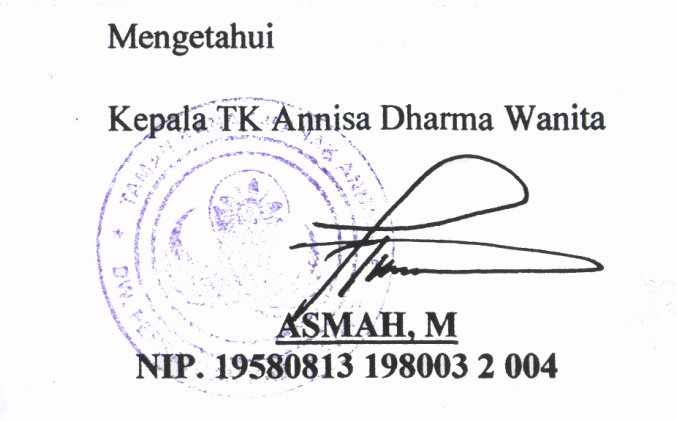 Mengetahui
Kepala TK Annisa Dharma Wanita
ASMAH, M
NIP. 19580813 198003 2 004